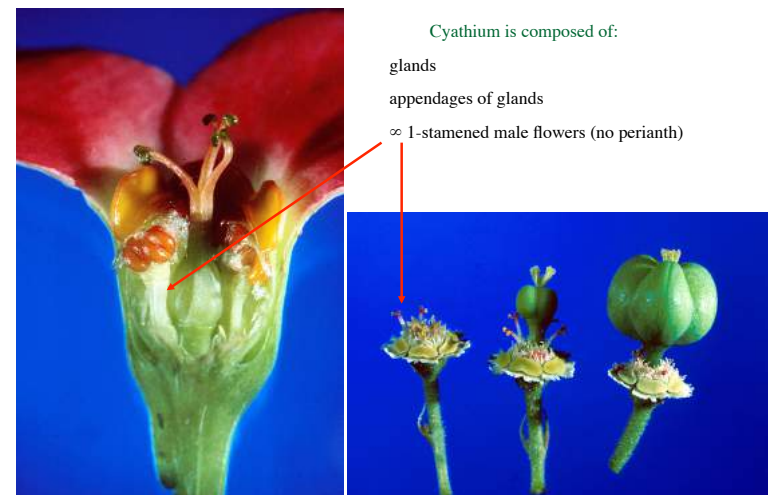 Cyathium is composed of:
glands
appendages of glands
∞ 1-stamened male flowers (no perianth)